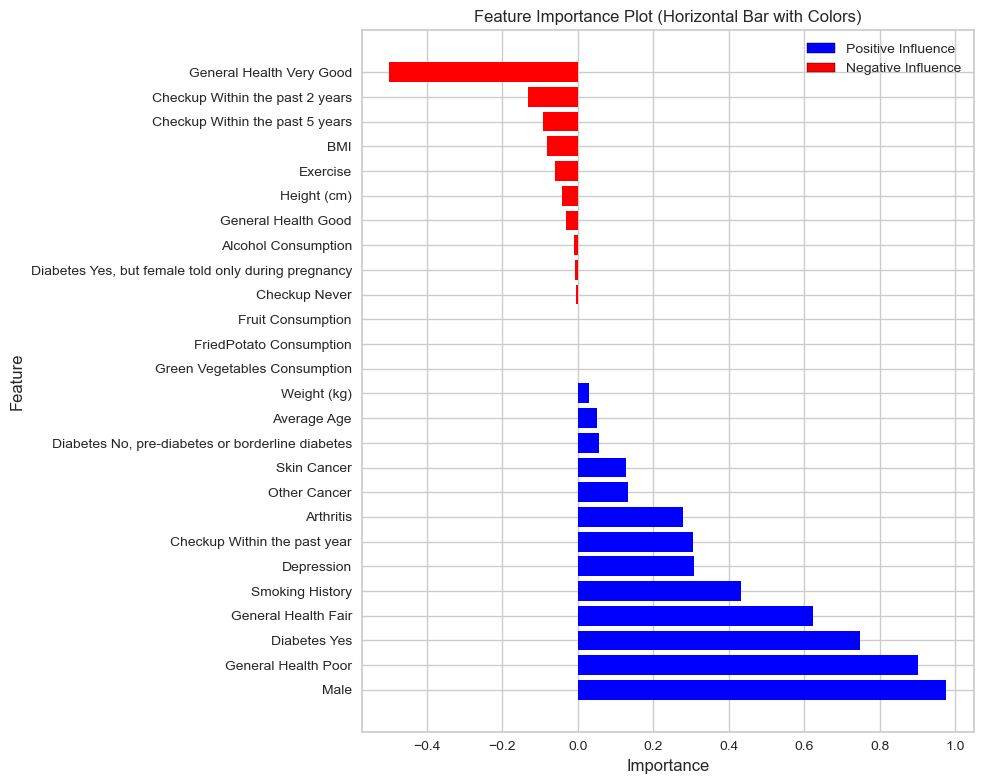 Feature Importance Plot (Horizontal Bar with Colors)
Positive Influence
Negative Influence
General Health Very Good
Checkup Within the past 2 years
Checkup Within the past 5 years
BMI
Exercise
Height (cm)
General Health Good
Alcohol Consumption
Diabetes Yes, but female told only during pregnancy
Checkup Never
Fruit Consumption
FriedPotato Consumption
Green Vegetables Consumption
Weight (kg)
Average Age
Diabetes No, pre-diabetes or borderline diabetes
Skin Cancer
Other Cancer
Arthritis
Checkup Within the past year
Depression
Smoking History
General Health Fair
Diabetes Yes
General Health Poor
Male
Feature
−0.4 −0.2 0.0 0.2 0.4 0.6 0.8 1.0
Importance